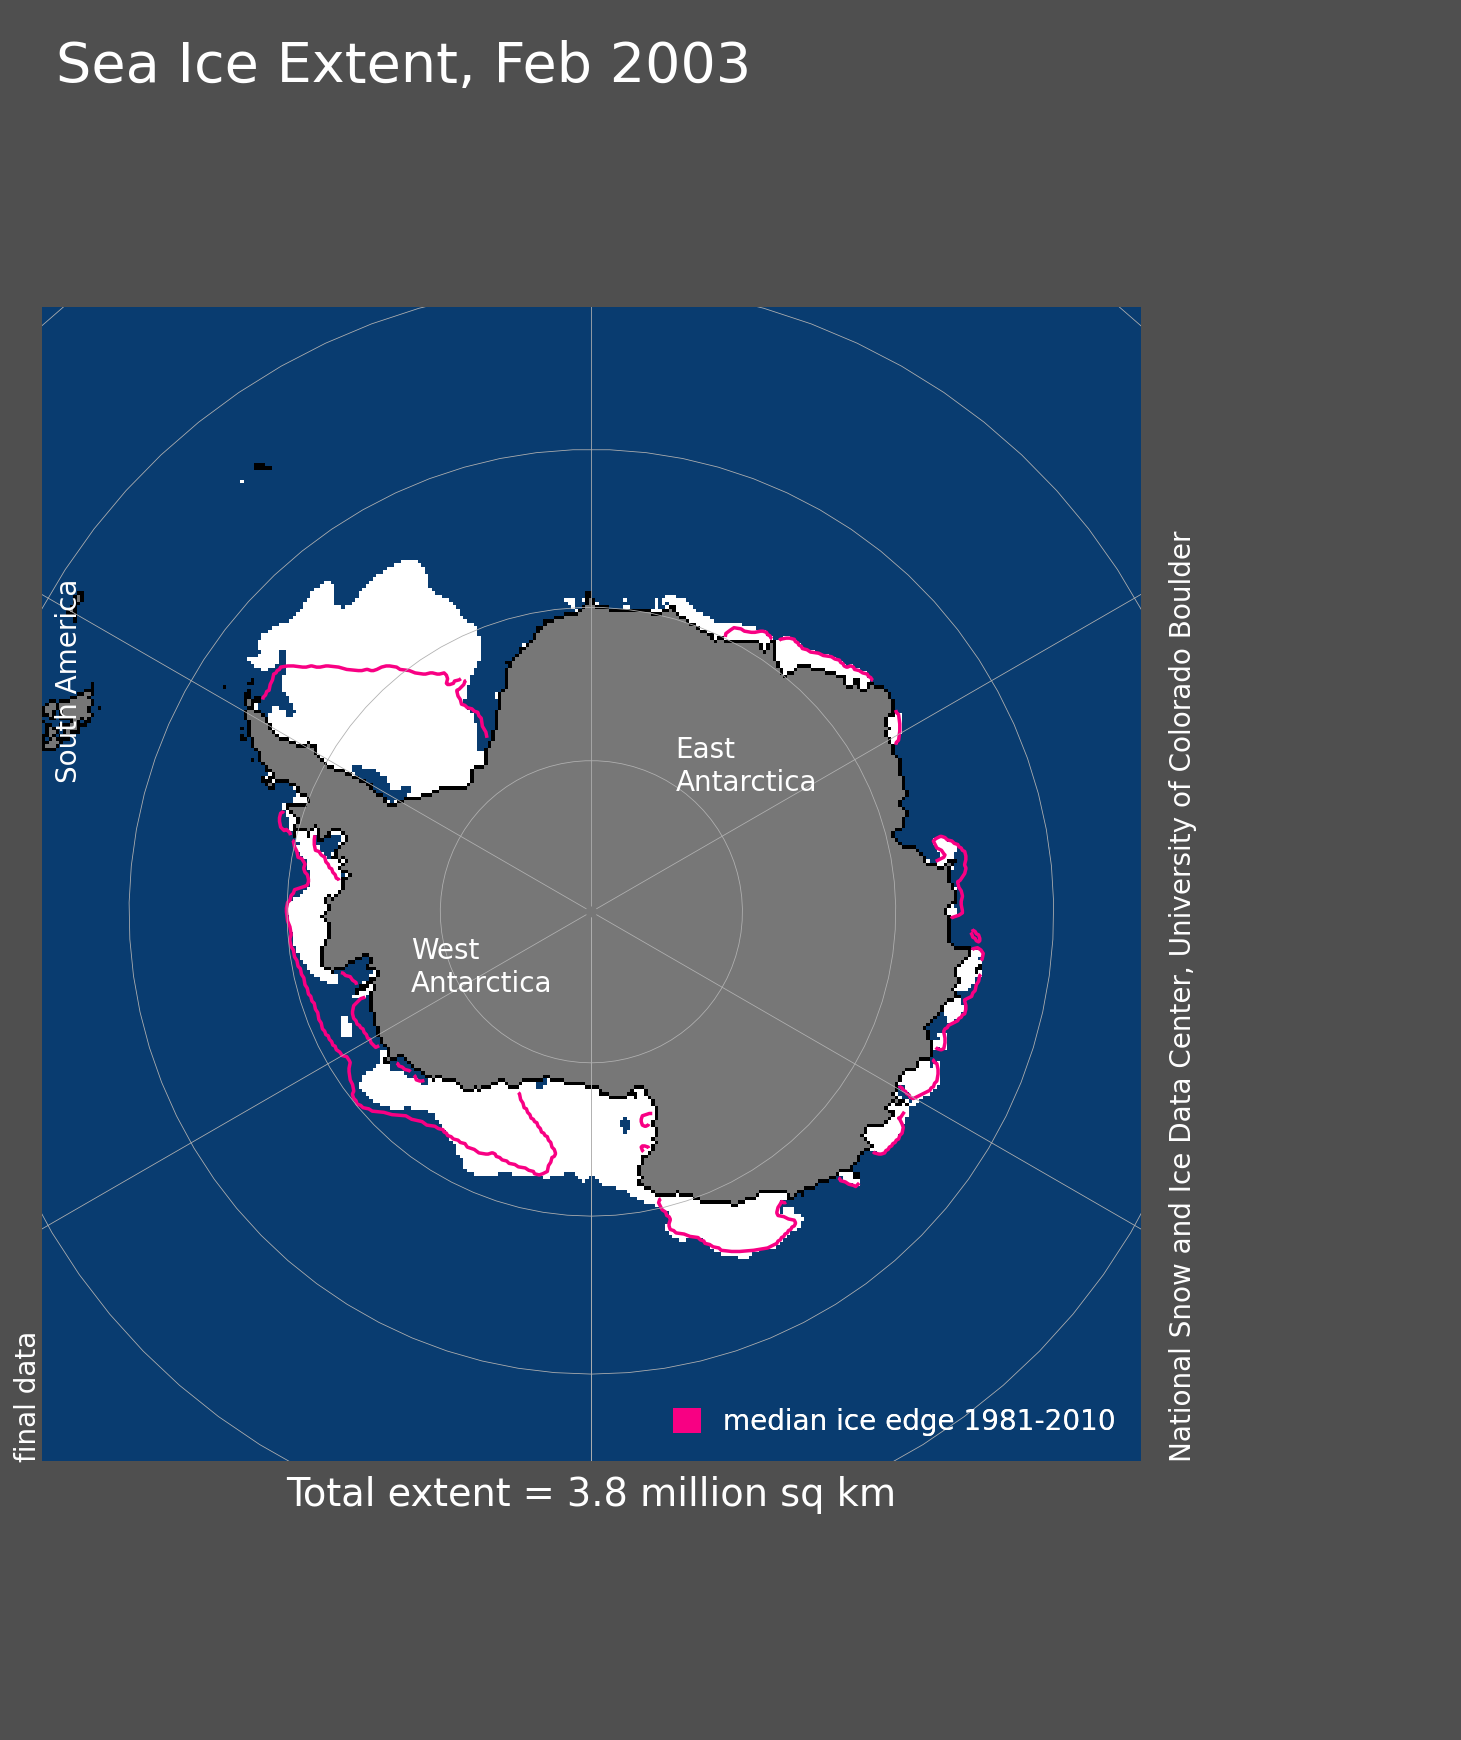 Sea Ice Extent, Feb 2003
South America
East
Antarctica
West
Antarctica
median ice edge 1981-2010
final data
National Snow and Ice Data Center, University of Colorado Boulder
Total extent = 3.8 million sq km